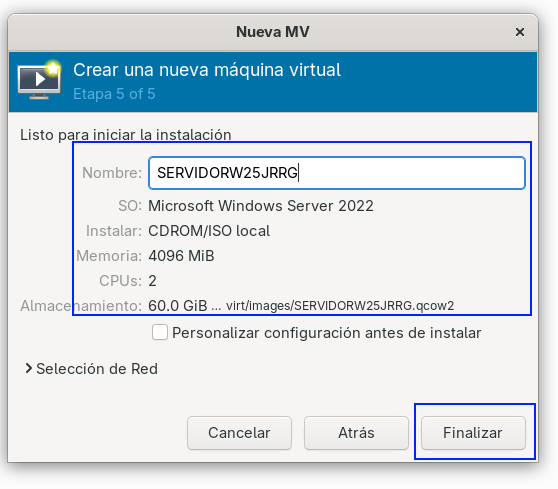 Nueva MV
×
Crear una nueva máquina virtual
Etapa 5 of 5
Listo para iniciar la instalación
Nombre: SERVIDORW25JRRG
SO: Microsoft Windows Server 2022
Instalar: CDROM/ISO local
Memoria: 4096 MiB
CPUs: 2
Almacenamiento: 60.0 GiB ... virt/images/SERVIDORW25JRRG.qcow2
Personalizar configuración antes de instalar
Selección de Red
Cancelar Atrás Finalizar